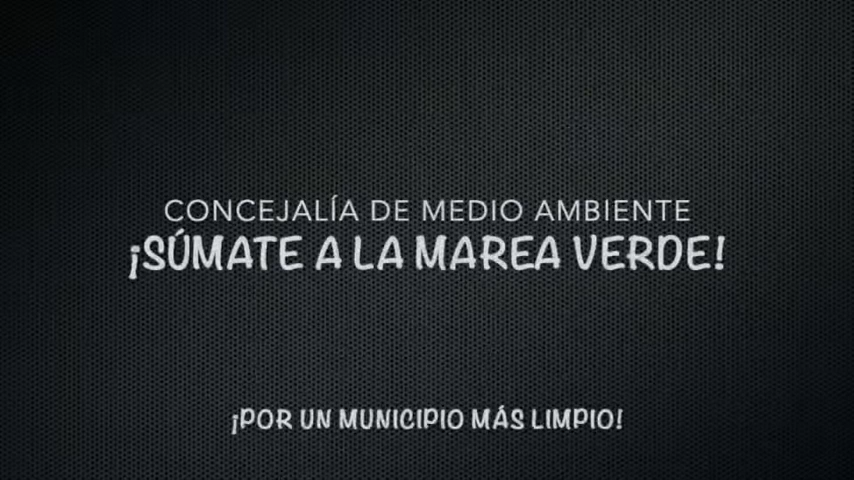 CONCEJALÍA DE MEDIO AMBIENTE
¡SÚMATE A LA MAREA VERDE!
¡POR UN MUNICIPIO MÁS LIMPIO!